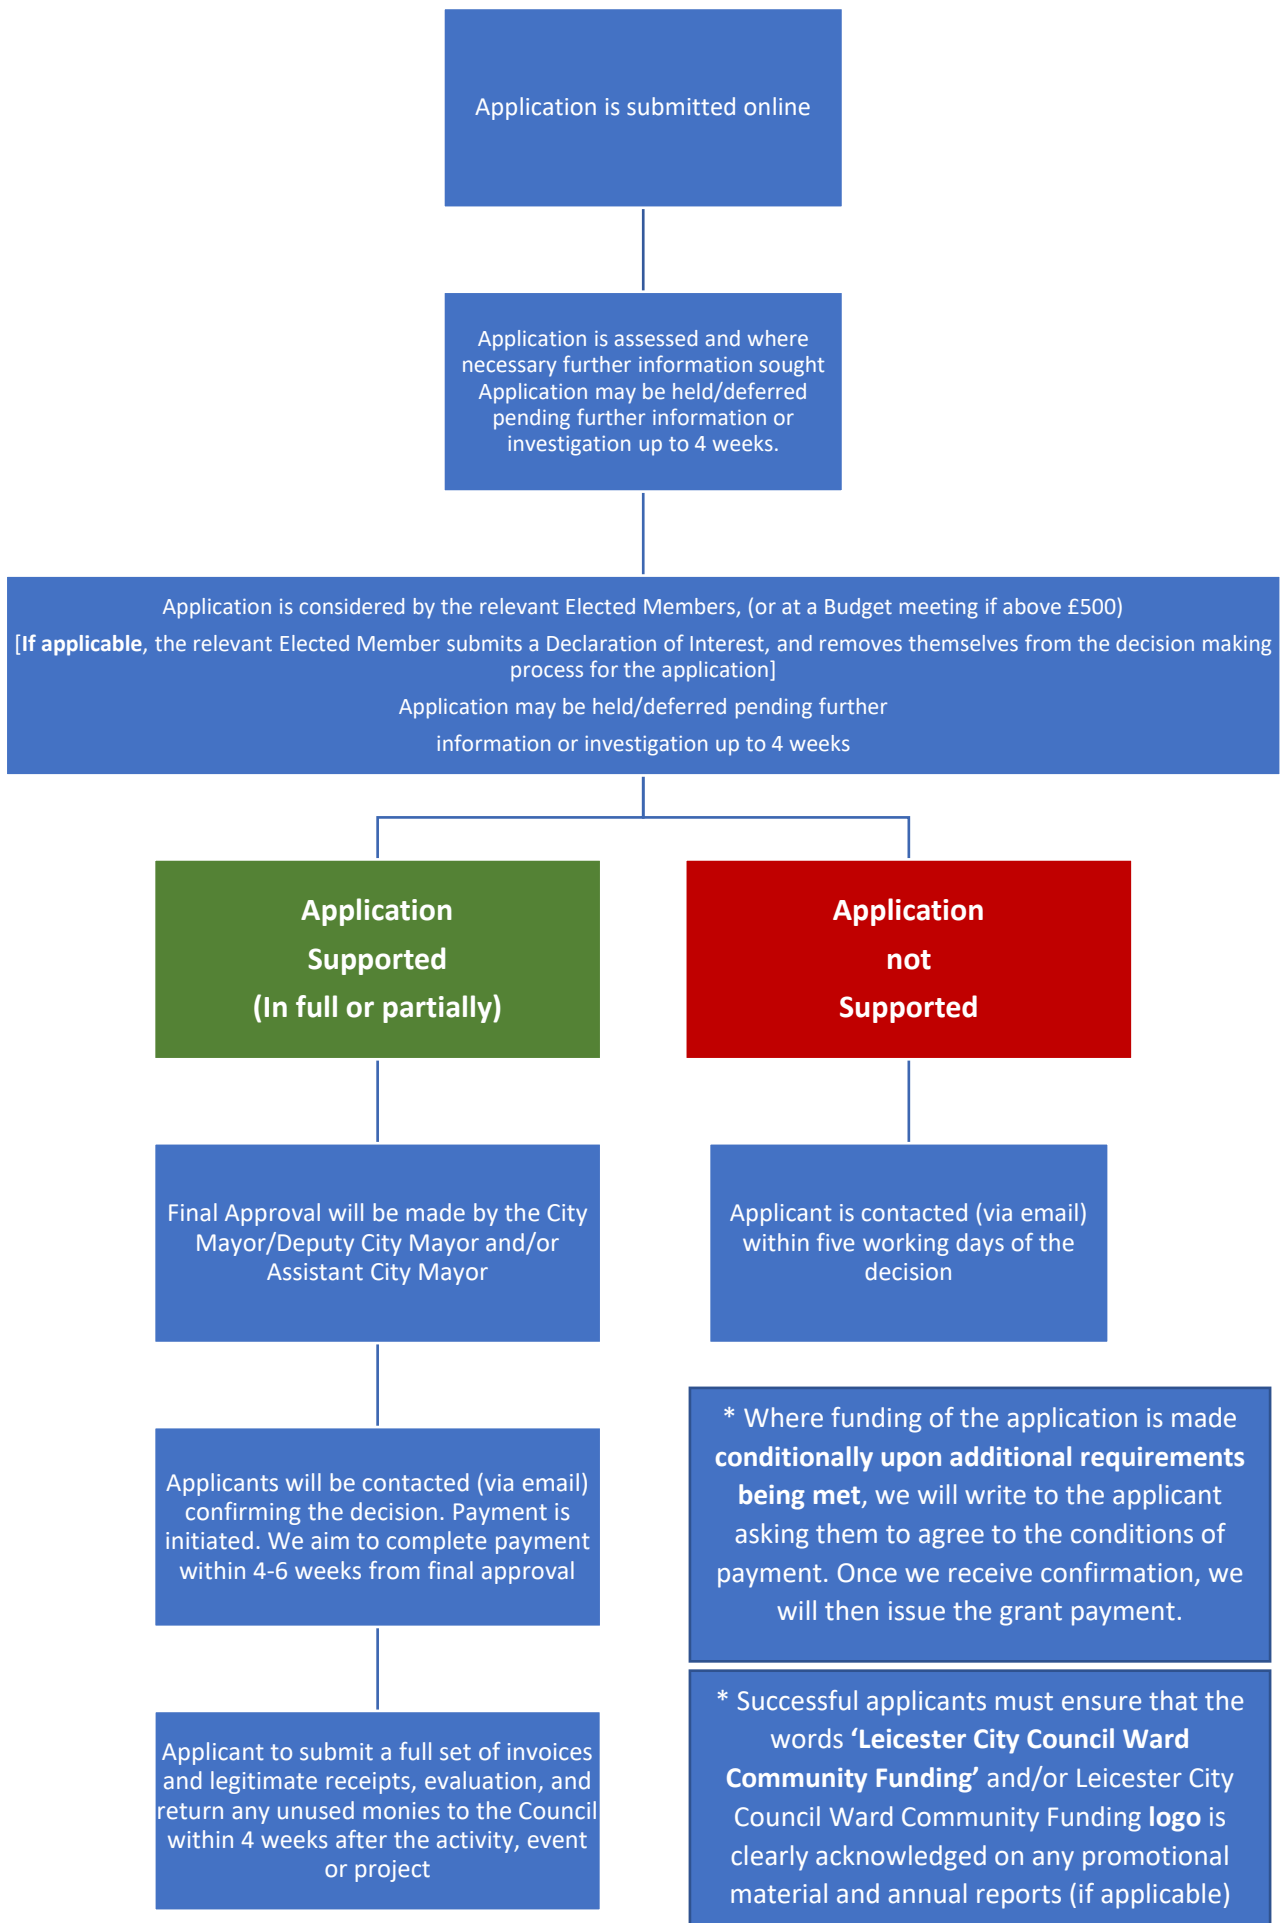 Application is submitted online
Application is assessed and where
necessary further information sought
Application may be held/deferred
pending further information or
investigation up to 4 weeks.
Application is considered by the relevant Elected Members, (or at a Budget meeting if above £500)
[If applicable, the relevant Elected Member submits a Declaration of Interest, and removes themselves from the decision making
process for the application]
Application may be held/deferred pending further
information or investigation up to 4 weeks
Application
Supported
(In full or partially)
Application
not
Supported
Final Approval will be made by the City
Mayor/Deputy City Mayor and/or
Assistant City Mayor
Applicant is contacted (via email)
within five working days of the
decision
Applicants will be contacted (via email)
confirming the decision. Payment is
initiated. We aim to complete payment
within 4-6 weeks from final approval
* Where funding of the application is made
conditionally upon additional requirements
being met, we will write to the applicant
asking them to agree to the conditions of
payment. Once we receive confirmation, we
will then issue the grant payment.
Applicant to submit a full set of invoices
and legitimate receipts, evaluation, and
return any unused monies to the Council
within 4 weeks after the activity, event
or project
* Successful applicants must ensure that the
words ‘Leicester City Council Ward
Community Funding’ and/or Leicester City
Council Ward Community Funding logo is
clearly acknowledged on any promotional
material and annual reports (if applicable)